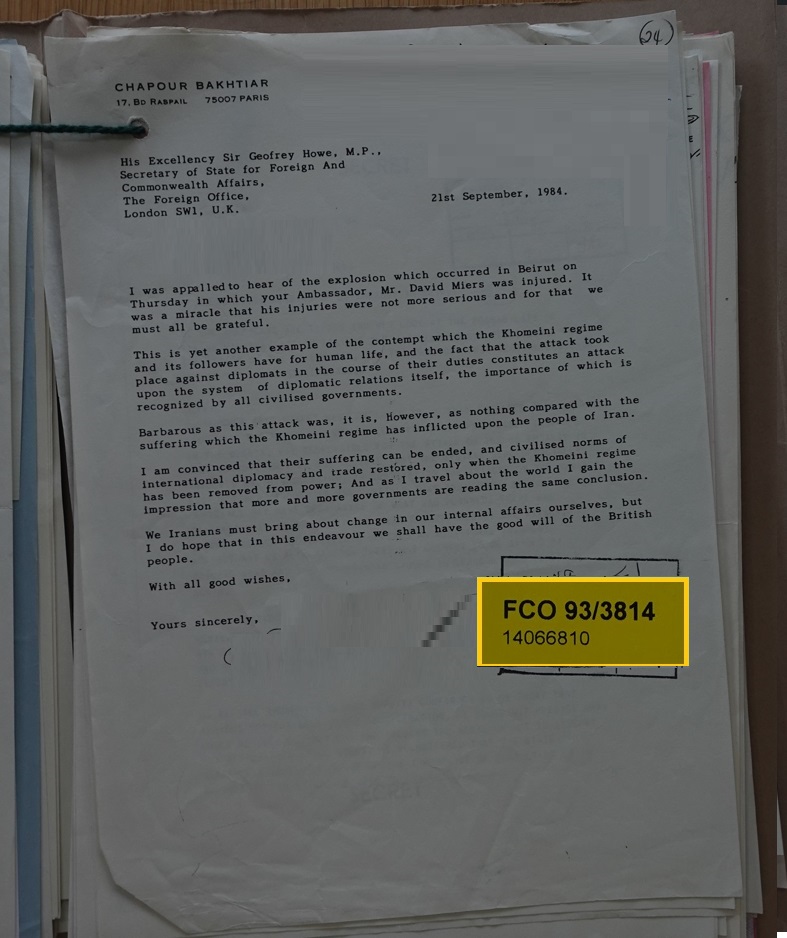 24
CHAPOUR BAKHTIAR
17, BD RASPAIL 75007 PARIS
His Excellency Sir Geofrey Howe, M.P.,
Secretary of State for Foreign And
Commonwealth Affairs,
The Foreign Office,
London SW1, U.K.
21st September, 1984.
I was appalled to hear of the explosion which occurred in Beirut on
Thursday in which your Ambassador, Mr. David Miers was injured. It
was a miracle that his injuries were not more serious and for that we
must all be grateful.
This is yet another example of the contempt which the Khomeini regime
and its followers have for human life, and the fact that the attack took
place against diplomats in the course of their duties constitutes an attack
upon the system of diplomatic relations itself, the importance of which is
recognized by all civilised governments.
Barbarous as this attack was, it is, However, as nothing compared with the
suffering which the Khomeini regime has inflicted upon the people of Iran.
I am convinced that their suffering can be ended, and civilised norms of
international diplomacy and trade restored, only when the Khomeini regime
has been removed from power; And as I travel about the world I gain the
impression that more and more governments are reading the same conclusion.
We Iranians must bring about change in our internal affairs ourselves, but
I do hope that in this endeavour we shall have the good will of the British
people.
With all good wishes,
Yours sincerely,
FCO 93/3814
14066810